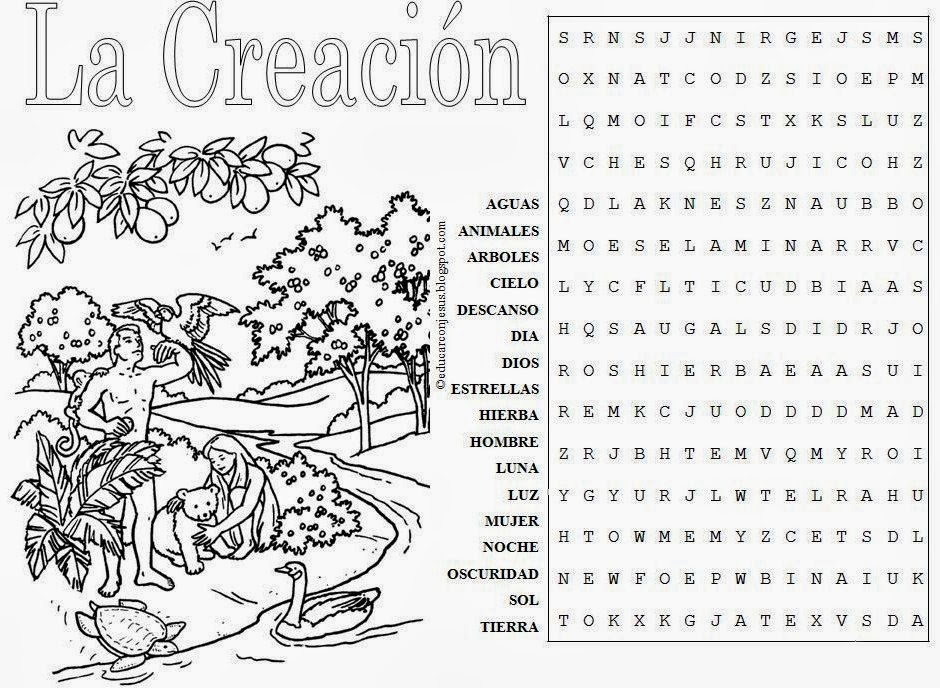 La Creación
S R N S J J N I R G E J S M S
O X N A T C O D Z S I O E P M
L Q M O I F C S T X K S L U Z
V C H E S Q H R U J I C O H Z
Q D L A K N E S Z N A U B B O
M O E S E L A M I N A R R V C
L Y C F L T I C U D B I A A S
H Q S A U G A L S D I D R J O
R O S H I E R B A E A A S U I
R E M K C J U O D D D D M A D
Z R J B H T E M V Q M Y R O I
Y G Y U R J L W T E L R A H U
H T O W M E M Y Z C E T S D L
N E W F O E P W B I N A I U K
T O K X K G J A T E X V S D A
AGUAS
ANIMALES
ARBOLES
CIELO
DESCANSO
DIA
DIOS
ESTRELLAS
HIERBA
HOMBRE
LUNA
LUZ
MUJER
NOCHE
OSCURIDAD
SOL
TIERRA
©educarconjesus.blogspot.com